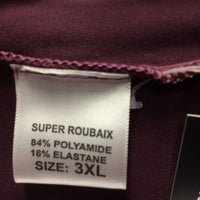 SUPER ROUBAIX
84% POLYAMIDE
16% ELASTANE
SIZE: 3XL